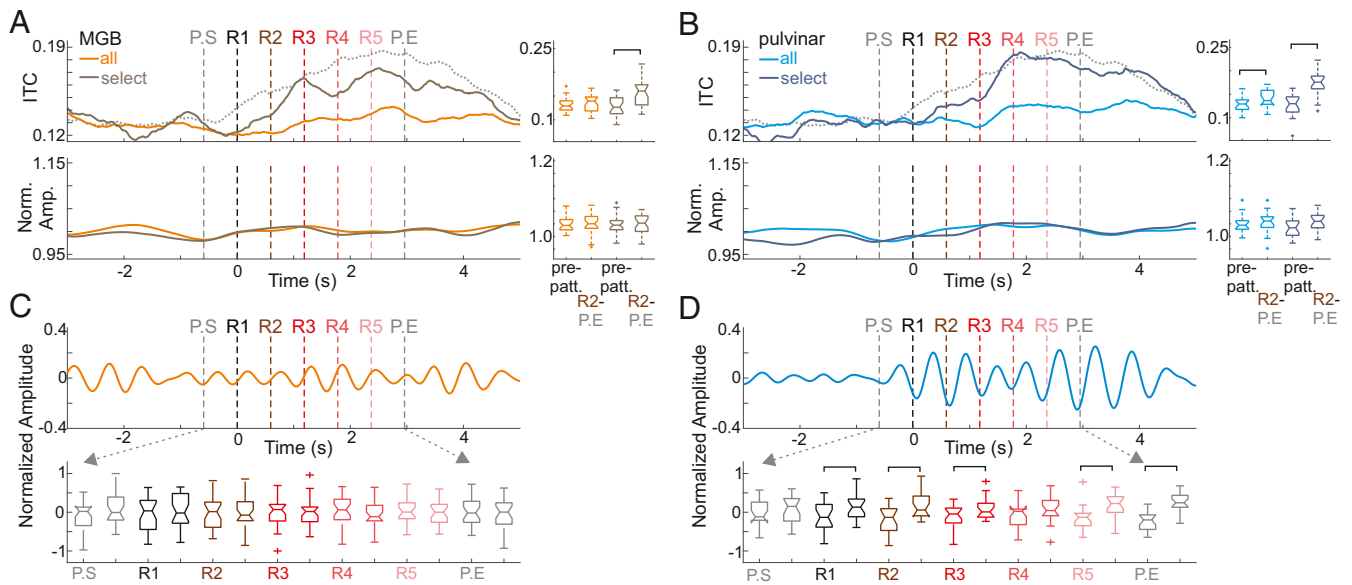 A
MGB
all
select
P.S R1 R2 R3 R4 R5 P.E
0.19
ITC
0.12
0.25
0.1
1.15
Norm.
Amp.
0.95
-2 0 2 4
Time (s)
1.2
1.0
pre-
patt.
R2-
P.E
pre-
patt.
R2-
P.E
B
pulvinar
all
select
P.S R1 R2 R3 R4 R5 P.E
0.19
ITC
0.12
0.25
0.1
1.15
Norm.
Amp.
0.95
-2 0 2 4
Time (s)
1.2
1.0
pre-
patt.
R2-
P.E
pre-
patt.
R2-
P.E
C
P.S R1 R2 R3 R4 R5 P.E
0.4
0
-0.4
Normalized Amplitude
-2 0 2 4
Time (s)
1
0
-1
P.S R1 R2 R3 R4 R5 P.E
D
P.S R1 R2 R3 R4 R5 P.E
0.4
0
-0.4
Normalized Amplitude
-2 0 2 4
Time (s)
1
0
-1
P.S R1 R2 R3 R4 R5 P.E